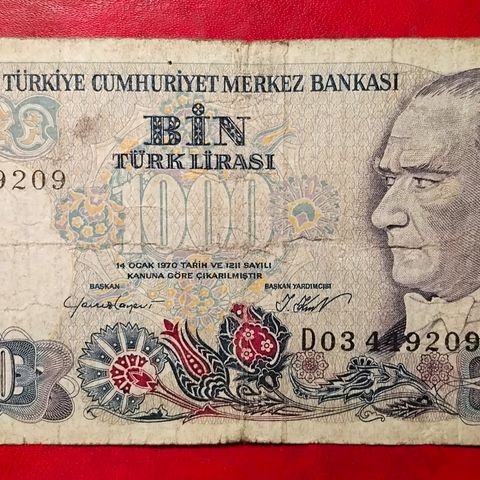 TÜRKİYE CUMHURİYET MERKEZ BANKASI
BİN
TÜRK LİRASI
9209
1000
14 OCAK 1970 TARİH VE 1211 SAYILI
KANUNA GÖRE ÇIKARILMIŞTIR
BAŞKAN BAŞKAN YARDIMCISI
D03 449209
0